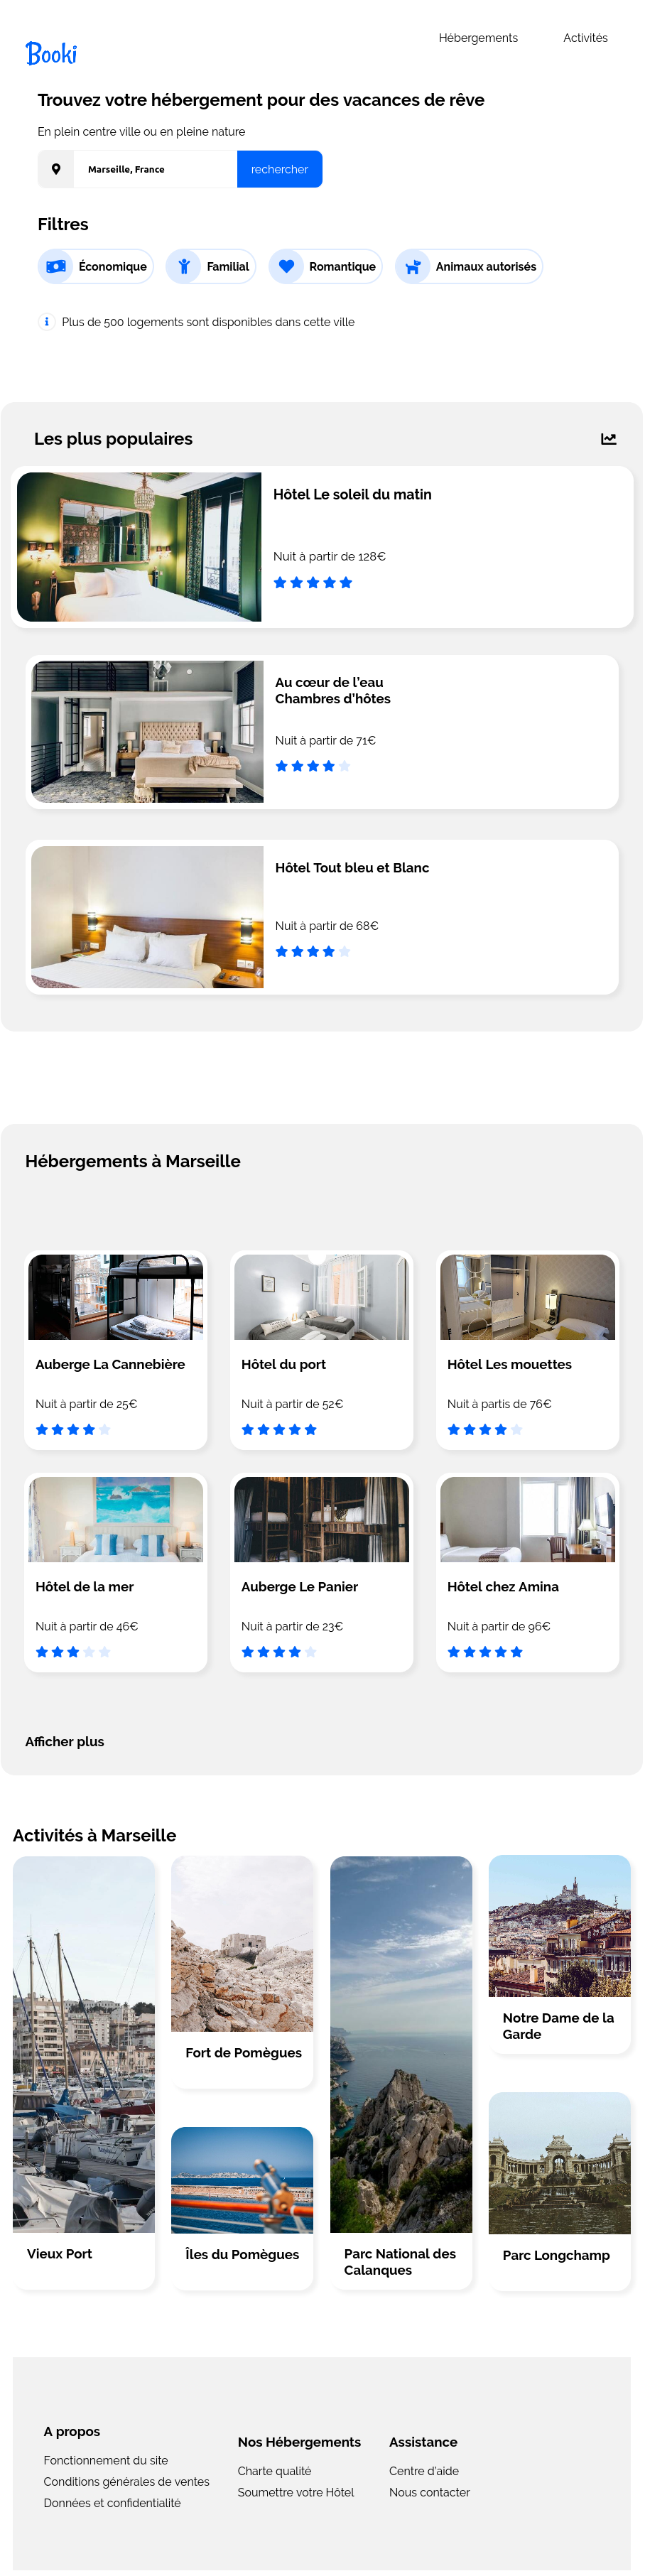 Booki
Hébergements
Activités
Trouvez votre hébergement pour des vacances de rêve
En plein centre ville ou en pleine nature
Marseille, France
rechercher
Filtres
Économique
Familial
Romantique
Animaux autorisés
Plus de 500 logements sont disponibles dans cette ville
Les plus populaires
Hôtel Le soleil du matin
Nuit à partir de 128€
Au cœur de l'eau
Chambres d'hôtes
Nuit à partir de 71€
Hôtel Tout bleu et Blanc
Nuit à partir de 68€
Hébergements à Marseille
Auberge La Cannebière
Nuit à partir de 25€
Hôtel du port
Nuit à partir de 52€
Hôtel Les mouettes
Nuit à partis de 76€
Hôtel de la mer
Nuit à partir de 46€
Auberge Le Panier
Nuit à partir de 23€
Hôtel chez Amina
Nuit à partir de 96€
Afficher plus
Activités à Marseille
Vieux Port
Fort de Pomègues
Îles du Pomègues
Parc National des
Calanques
Notre Dame de la
Garde
Parc Longchamp
A propos
Fonctionnement du site
Conditions générales de ventes
Données et confidentialité
Nos Hébergements
Charte qualité
Soumettre votre Hôtel
Assistance
Centre d'aide
Nous contacter